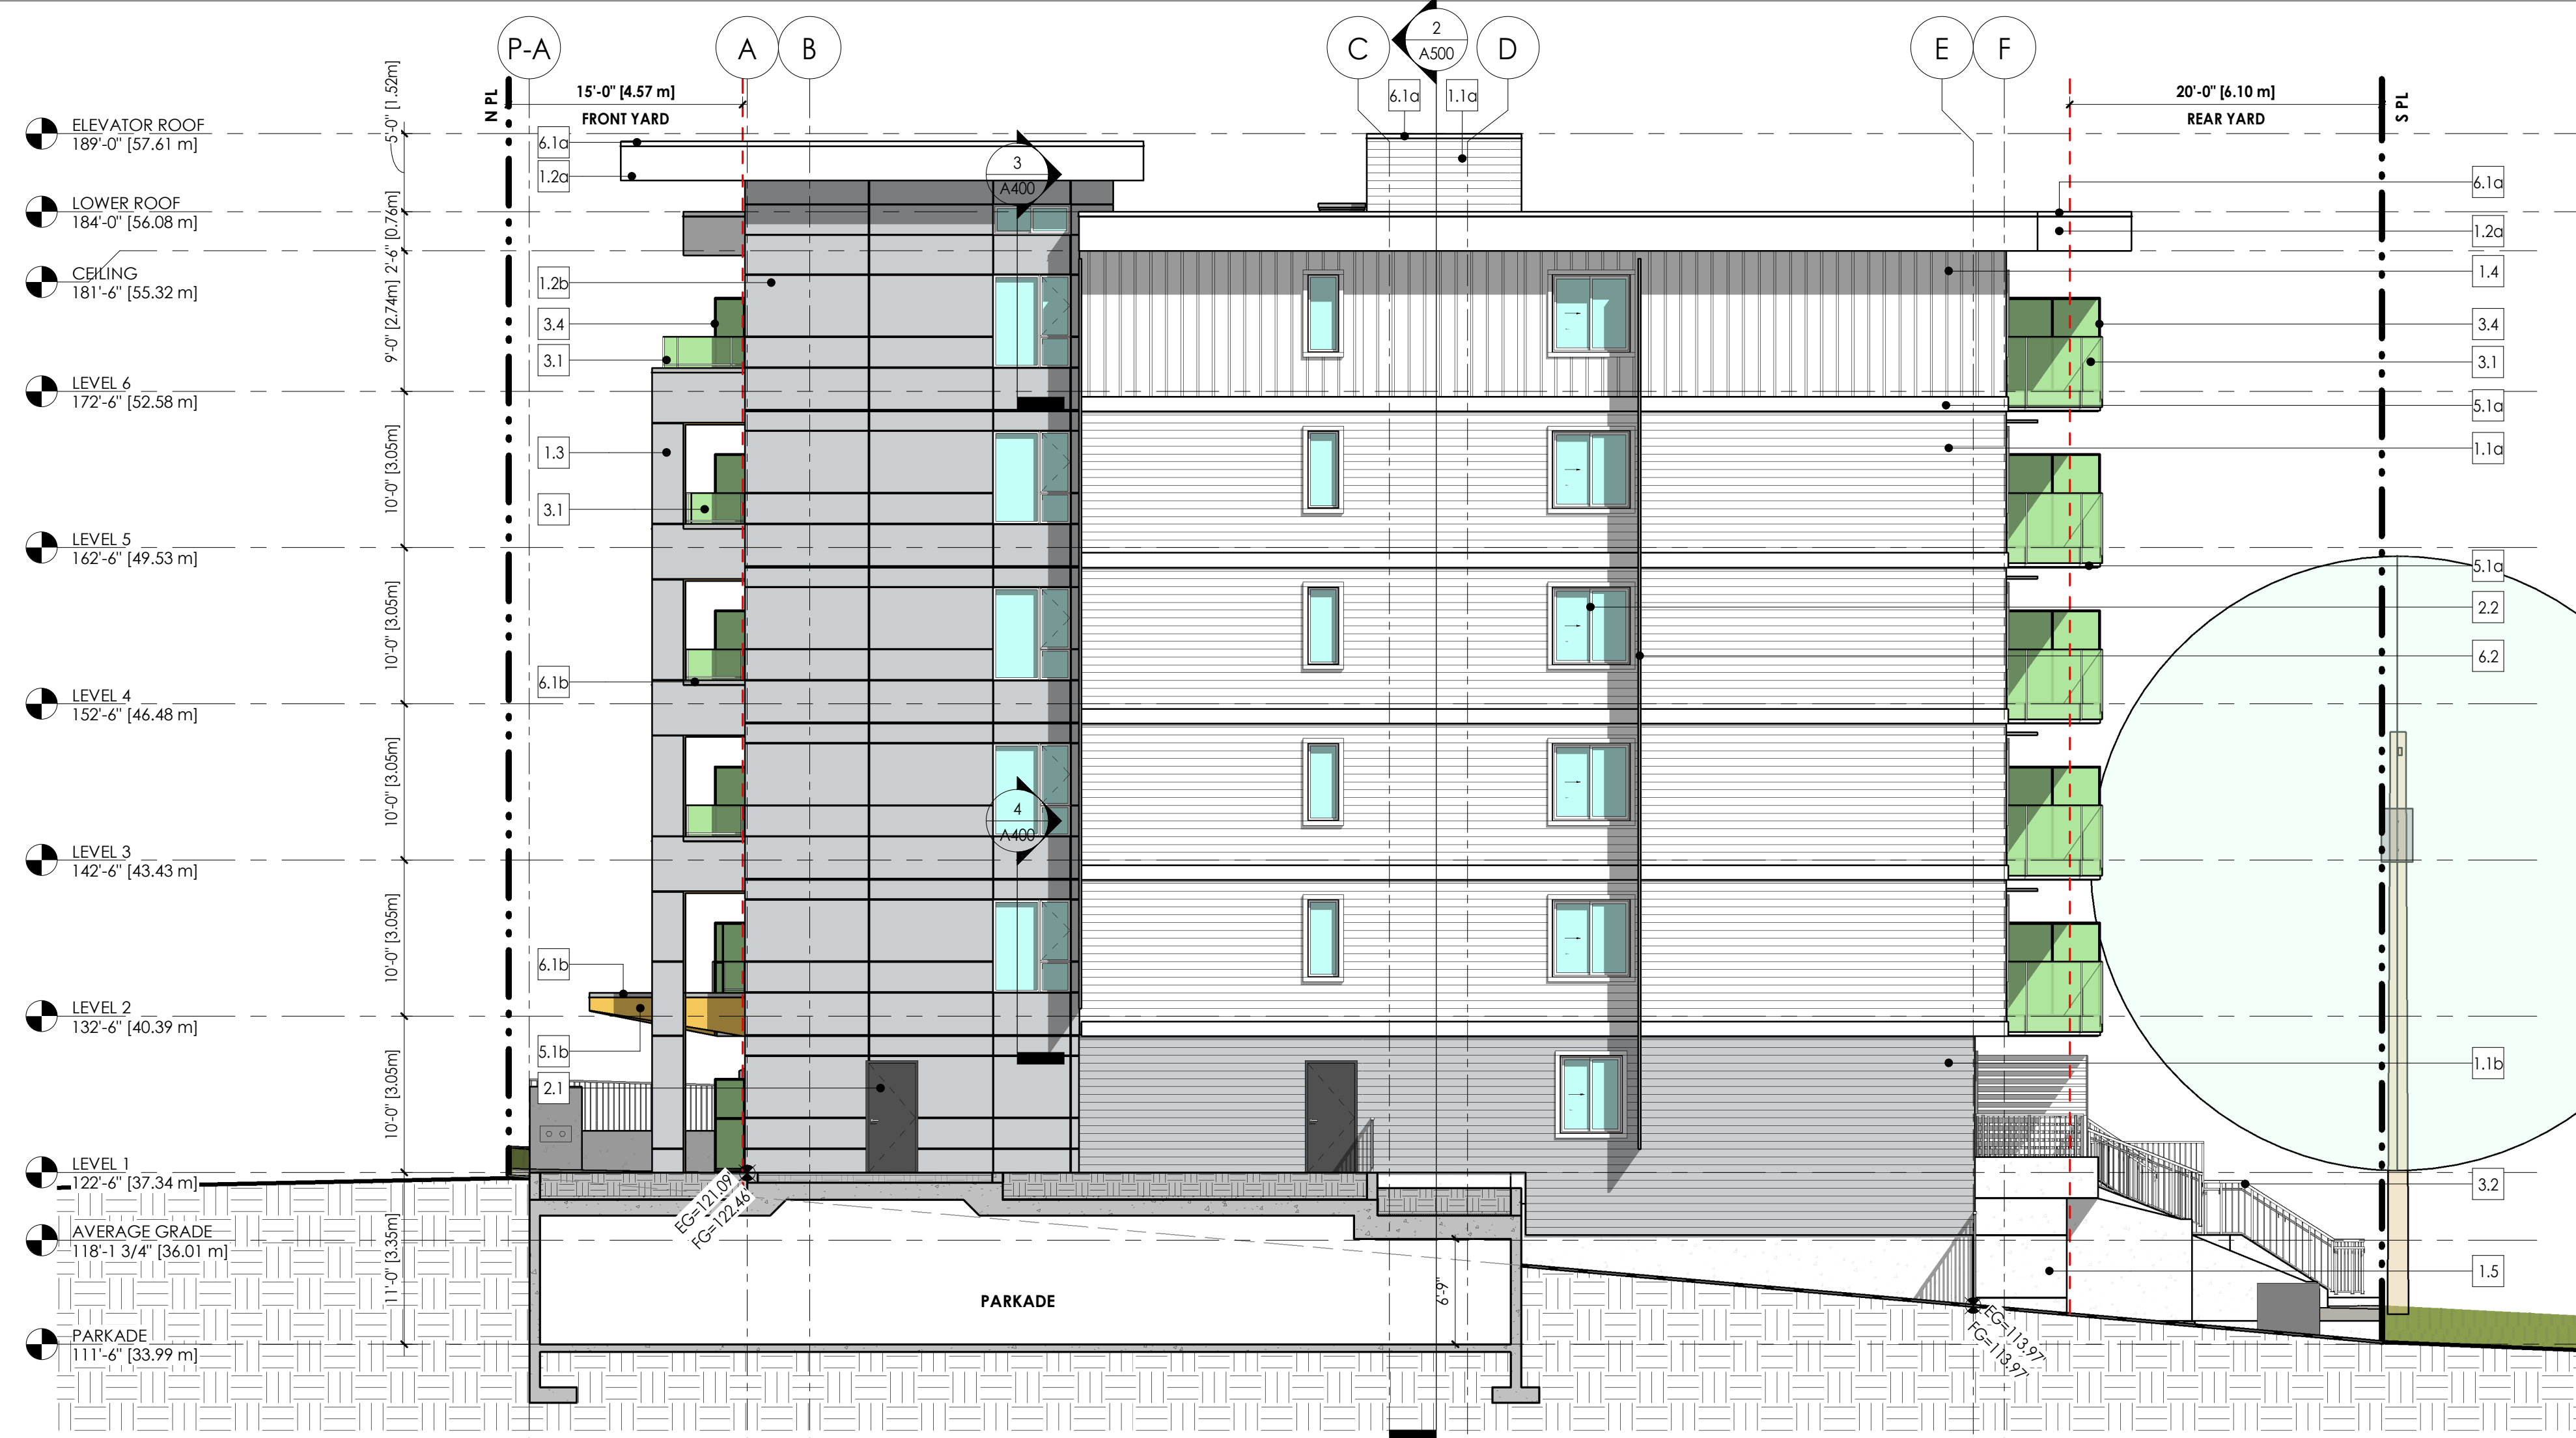 P-A
A
B
C
2
A500
D
E
F
N PL
15'-0" [4.57 m]
FRONT YARD
6.1a
1.1a
20'-0" [6.10 m]
REAR YARD
S PL
ELEVATOR ROOF
189'-0" [57.61 m]
5'-0" [1.52m]
LOWER ROOF
184'-0" [56.08 m]
2'-6" [0.76m]
CEILING
181'-6" [55.32 m]
9'-0" [2.74m]
LEVEL 6
172'-6" [52.58 m]
10'-0" [3.05m]
LEVEL 5
162'-6" [49.53 m]
10'-0" [3.05m]
LEVEL 4
152'-6" [46.48 m]
10'-0" [3.05m]
LEVEL 3
142'-6" [43.43 m]
10'-0" [3.05m]
LEVEL 2
132'-6" [40.39 m]
10'-0" [3.05m]
LEVEL 1
122'-6" [37.34 m]
AVERAGE GRADE
118'-1 3/4" [36.01 m]
11'-0" [3.35m]
PARKADE
111'-6" [33.99 m]
6.1a
1.2a
1.2b
3.4
3.1
1.3
3.1
6.1b
6.1b
5.1b
2.1
3
A400
4
A400
EG=121.09'
FG=122.46'
PARKADE
9'-9"
EG=113.97'
FG=113.97'
6.1a
1.2a
1.4
3.4
3.1
5.1a
1.1a
5.1a
2.2
6.2
1.1b
3.2
1.5